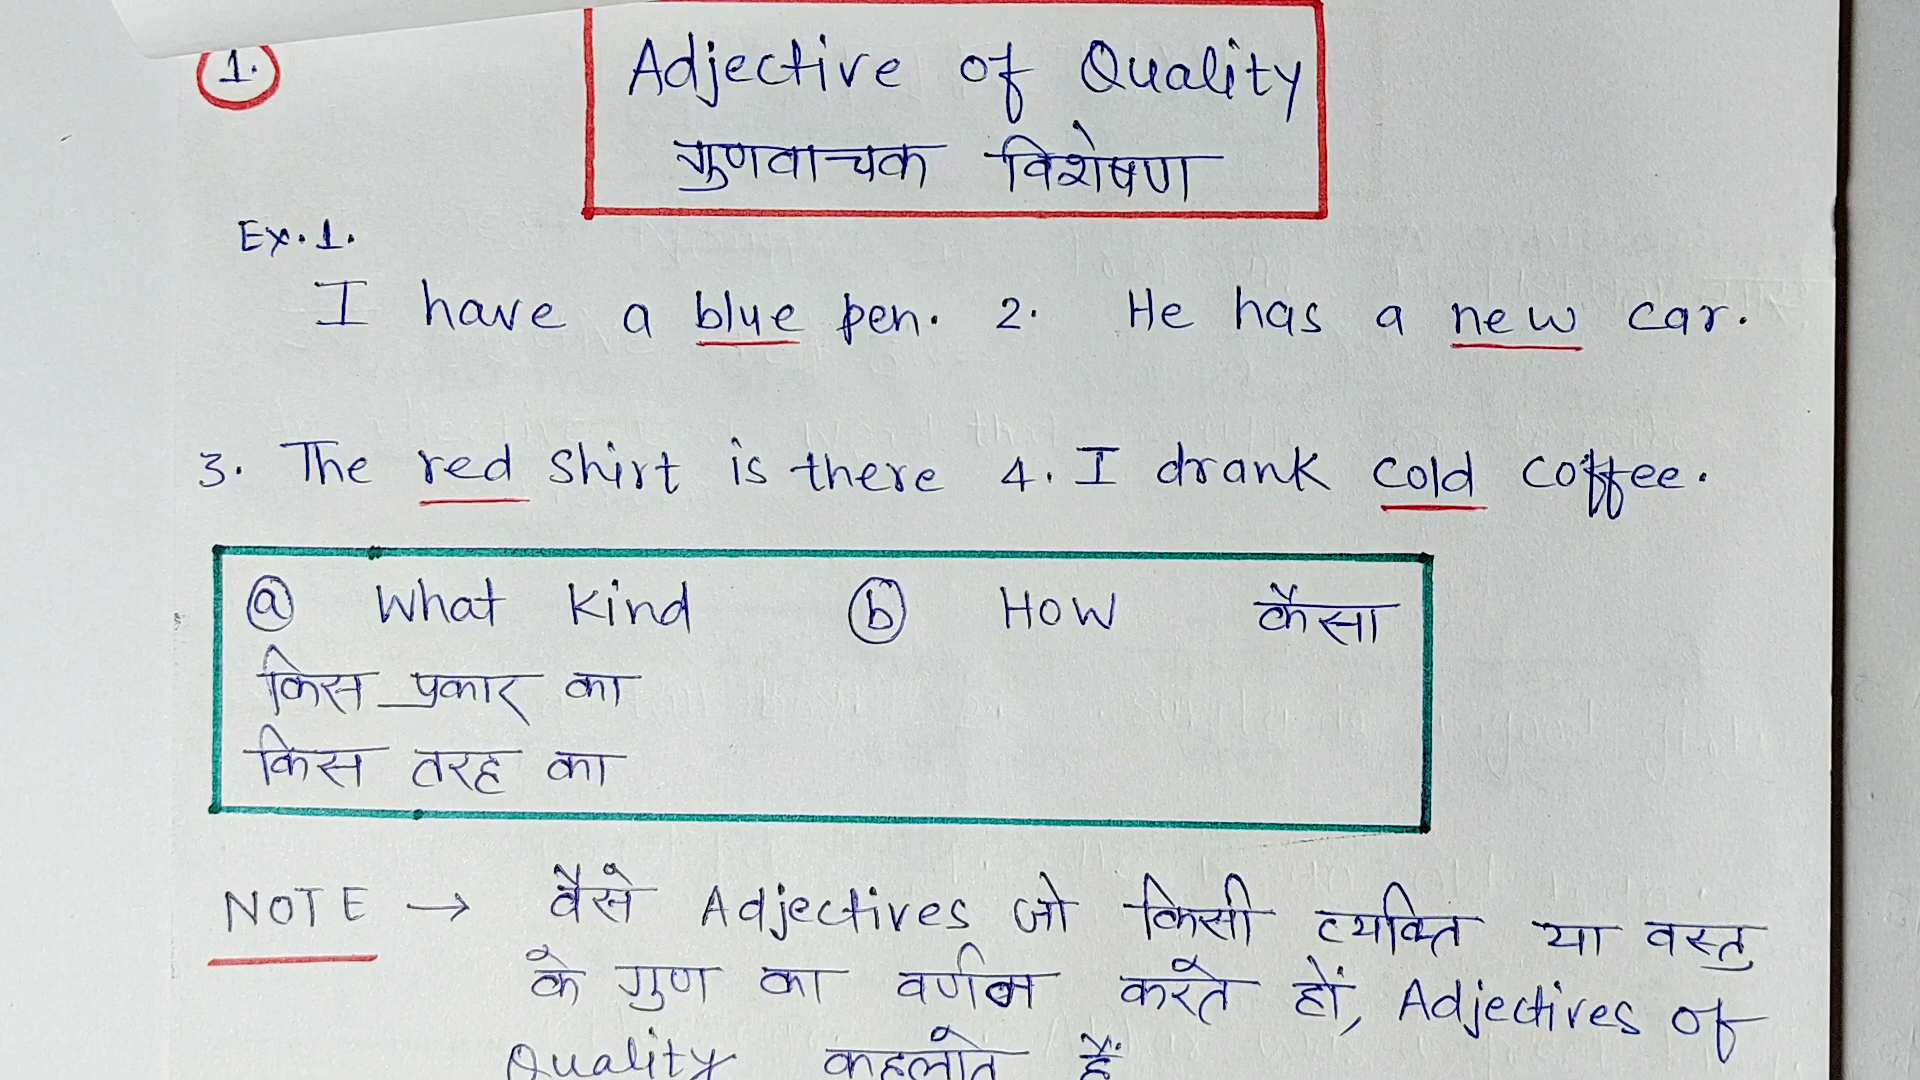 1.
Adjective of Quality
गुणवाचक विशेषण
Ex. 1.
I have a blue pen. 2. He has a new car.
3. The red shirt is there 4. I drank cold coffee.
(a) What kind (b) HOW कैसा
किस प्रकार का
किस तरह का
NOTE → वैसे Adjectives जो किसी व्यक्ति या वस्तु
के गुण का वर्णन करते हों, Adjectives of
Quality कहलाते हैं